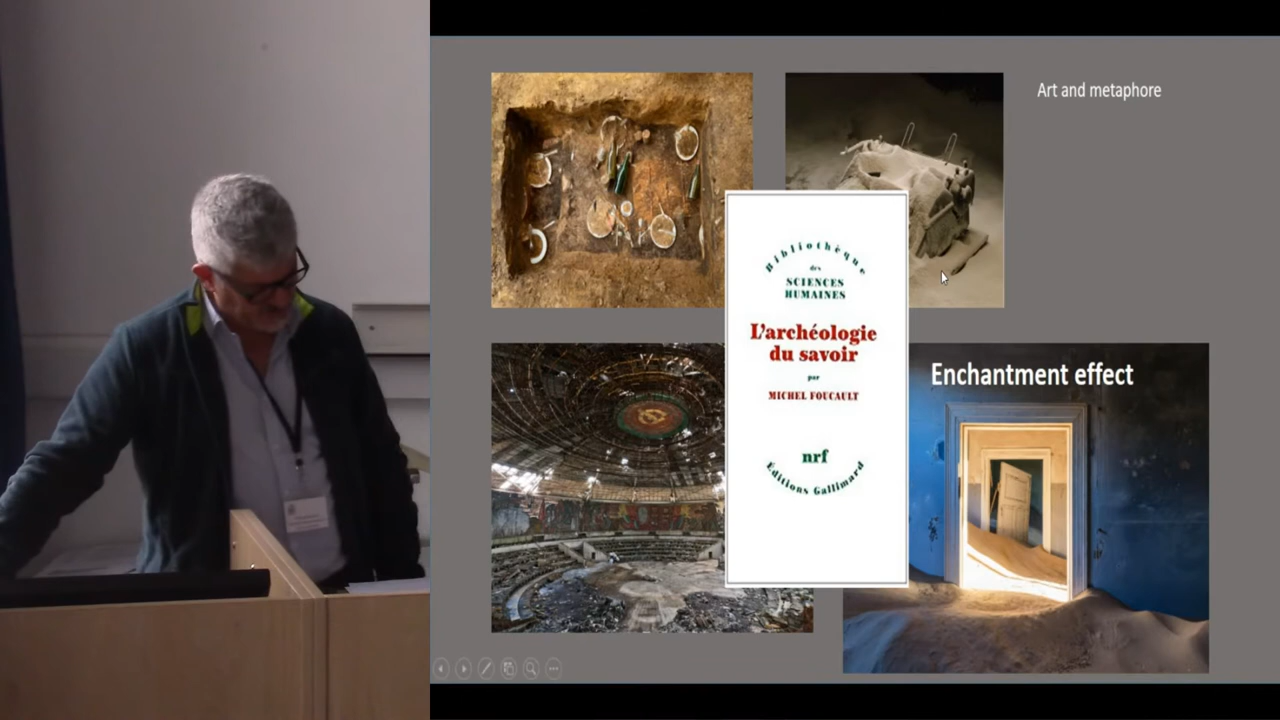 Art and metaphore
Bibliothèque
des
SCIENCES
HUMAINES
L'archéologie
du savoir
par
MICHEL FOUCAULT
nrf
Éditions Gallimard
Enchantment effect